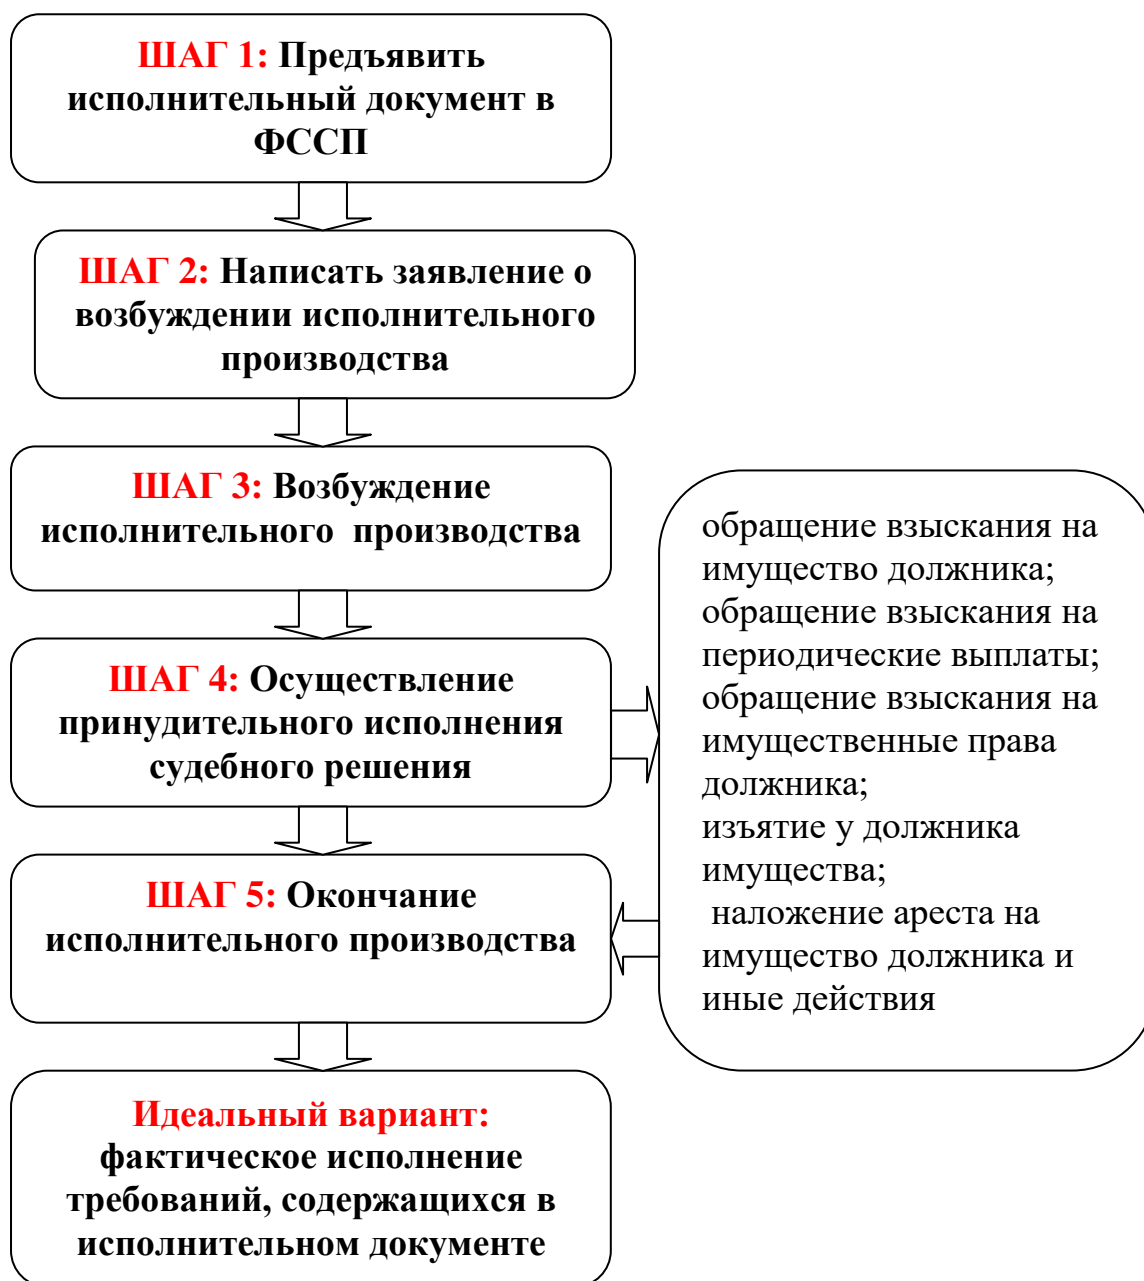 ШАГ 1: Предъявить
исполнительный документ в
ФССП
ШАГ 2: Написать заявление о
возбуждении исполнительного
производства
ШАГ 3: Возбуждение
исполнительного производства
ШАГ 4: Осуществление
принудительного исполнения
судебного решения
обращение взыскания на
имущество должника;
обращение взыскания на
периодические выплаты;
обращение взыскания на
имущественные права
должника;
изъятие у должника
имущества;
наложение ареста на
имущество должника и
иные действия
ШАГ 5: Окончание
исполнительного производства
Идеальный вариант:
фактическое исполнение
требований, содержащихся в
исполнительном документе